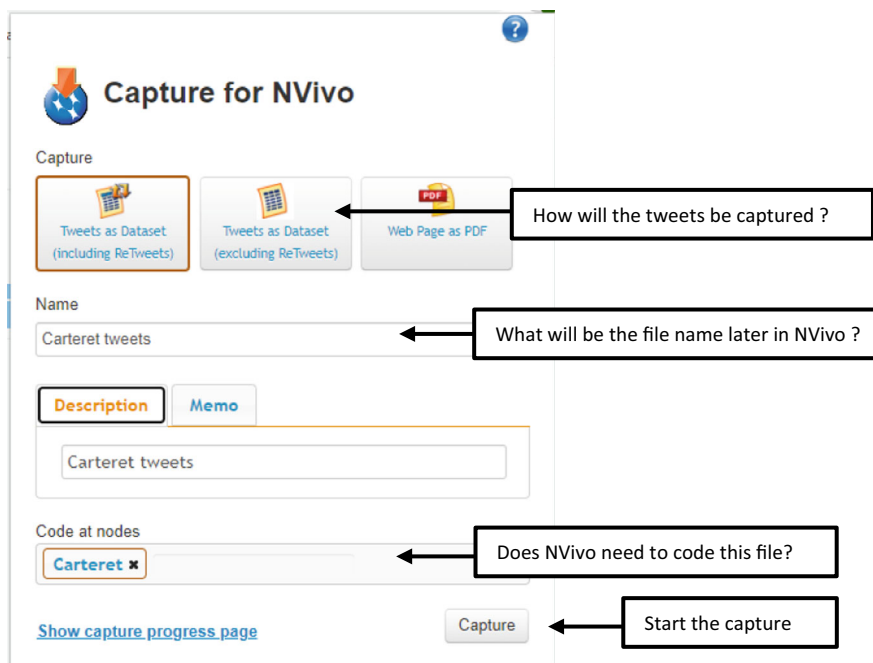 ?
Capture for NVivo
Capture
Tweets as Dataset
(including ReTweets)
Tweets as Dataset
(excluding ReTweets)
PDF
Web Page as PDF
How will the tweets be captured ?
Name
Carteret tweets
What will be the file name later in NVivo ?
Description
Memo
Carteret tweets
Code at nodes
Carteret ✖
Does NVivo need to code this file?
Show capture progress page
Capture
Start the capture